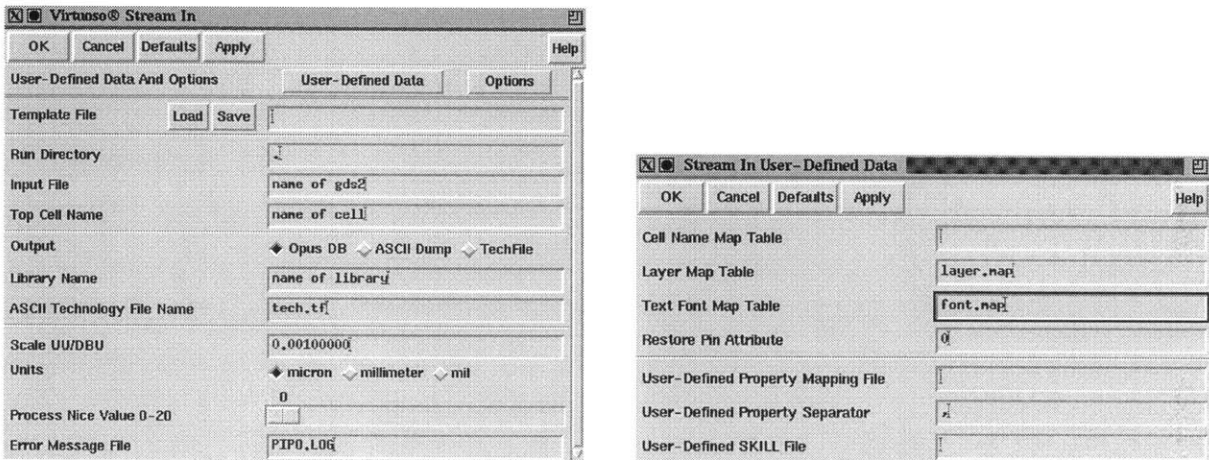 Virtuoso® Stream In
OK Cancel Defaults Apply Help
User-Defined Data And Options User-Defined Data Options
Template File Load Save
Run Directory .
Input File name of gds2
Top Cell Name name of cell
Output Opus DB ASCII Dump TechFile
Library Name name of library
ASCII Technology File Name tech.tf
Scale UU/DBU 0.00100000
Units micron millimeter mil
0
Process Nice Value 0-20
Error Message File PIPO.LOG
Stream In User-Defined Data
OK Cancel Defaults Apply Help
Cell Name Map Table
Layer Map Table layer.map
Text Font Map Table font.map
Restore Pin Attribute 0
User-Defined Property Mapping File
User-Defined Property Separator ,
User-Defined SKILL File